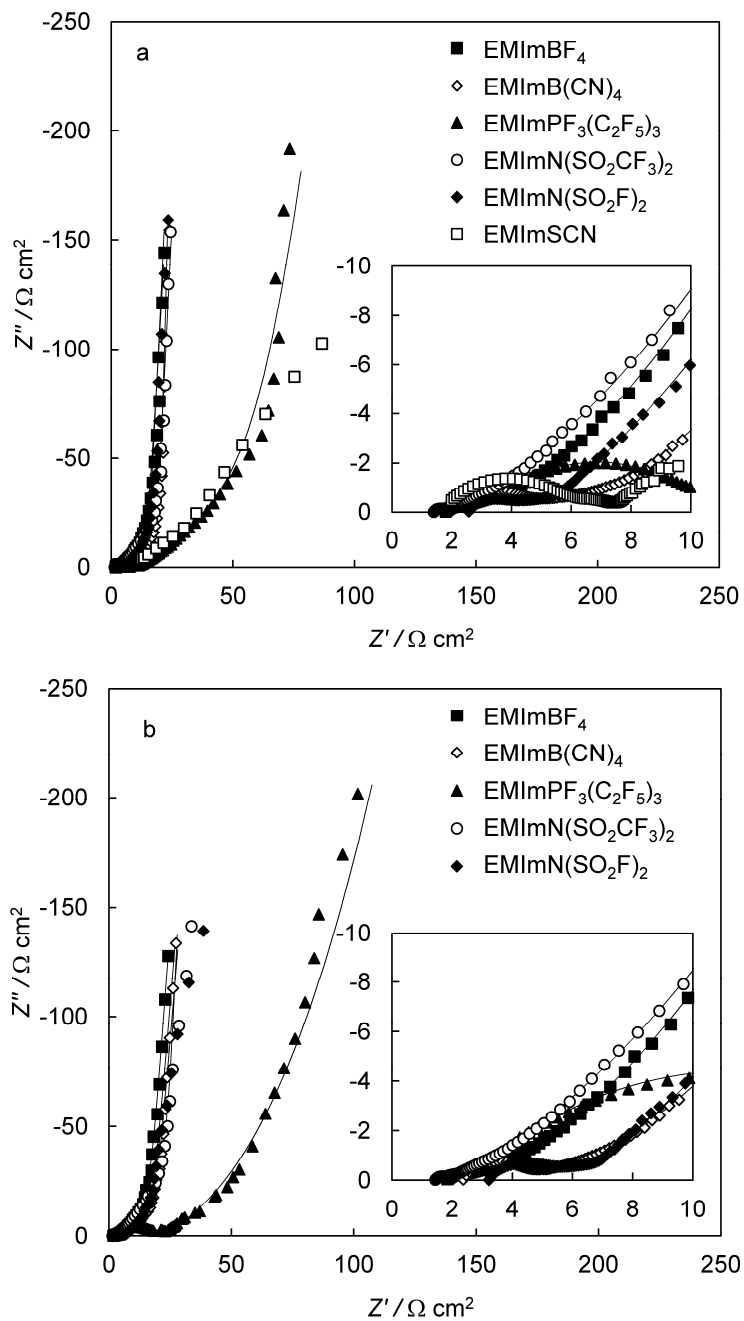 a
-250
-200
-150
-100
-50
0
0 50 100 150 200 250
Z'' / Ω cm²
Z' / Ω cm²
EMImBF₄
EMImB(CN)₄
EMImPF₃(C₂F₅)₃
EMImN(SO₂CF₃)₂
EMImN(SO₂F)₂
EMImSCN
-10
-8
-6
-4
-2
0
0 2 4 6 8 10
b
-250
-200
-150
-100
-50
0
0 50 100 150 200 250
Z'' / Ω cm²
Z' / Ω cm²
EMImBF₄
EMImB(CN)₄
EMImPF₃(C₂F₅)₃
EMImN(SO₂CF₃)₂
EMImN(SO₂F)₂
-10
-8
-6
-4
-2
0
0 2 4 6 8 10